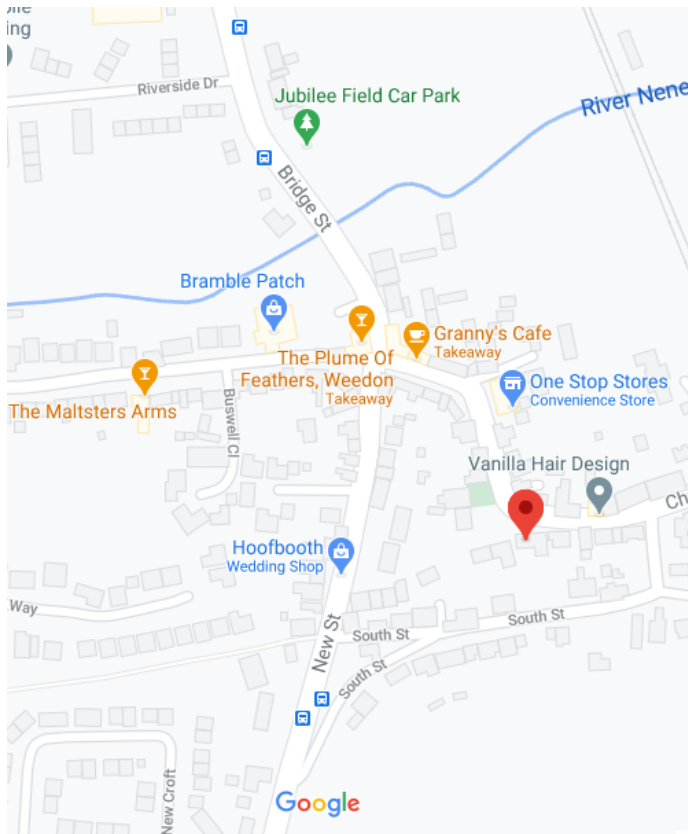 ing
Riverside Dr
Jubilee Field Car Park
River Nene
Bridge St
Bramble Patch
Granny's Cafe
Takeaway
The Plume Of
Feathers, Weedon
Takeaway
One Stop Stores
Convenience Store
The Maltsters Arms
Buswell Cl
Vanilla Hair Design
Ch
Hoofbooth
Wedding Shop
Way
South St
South St
New St
South St
New Croft
Google